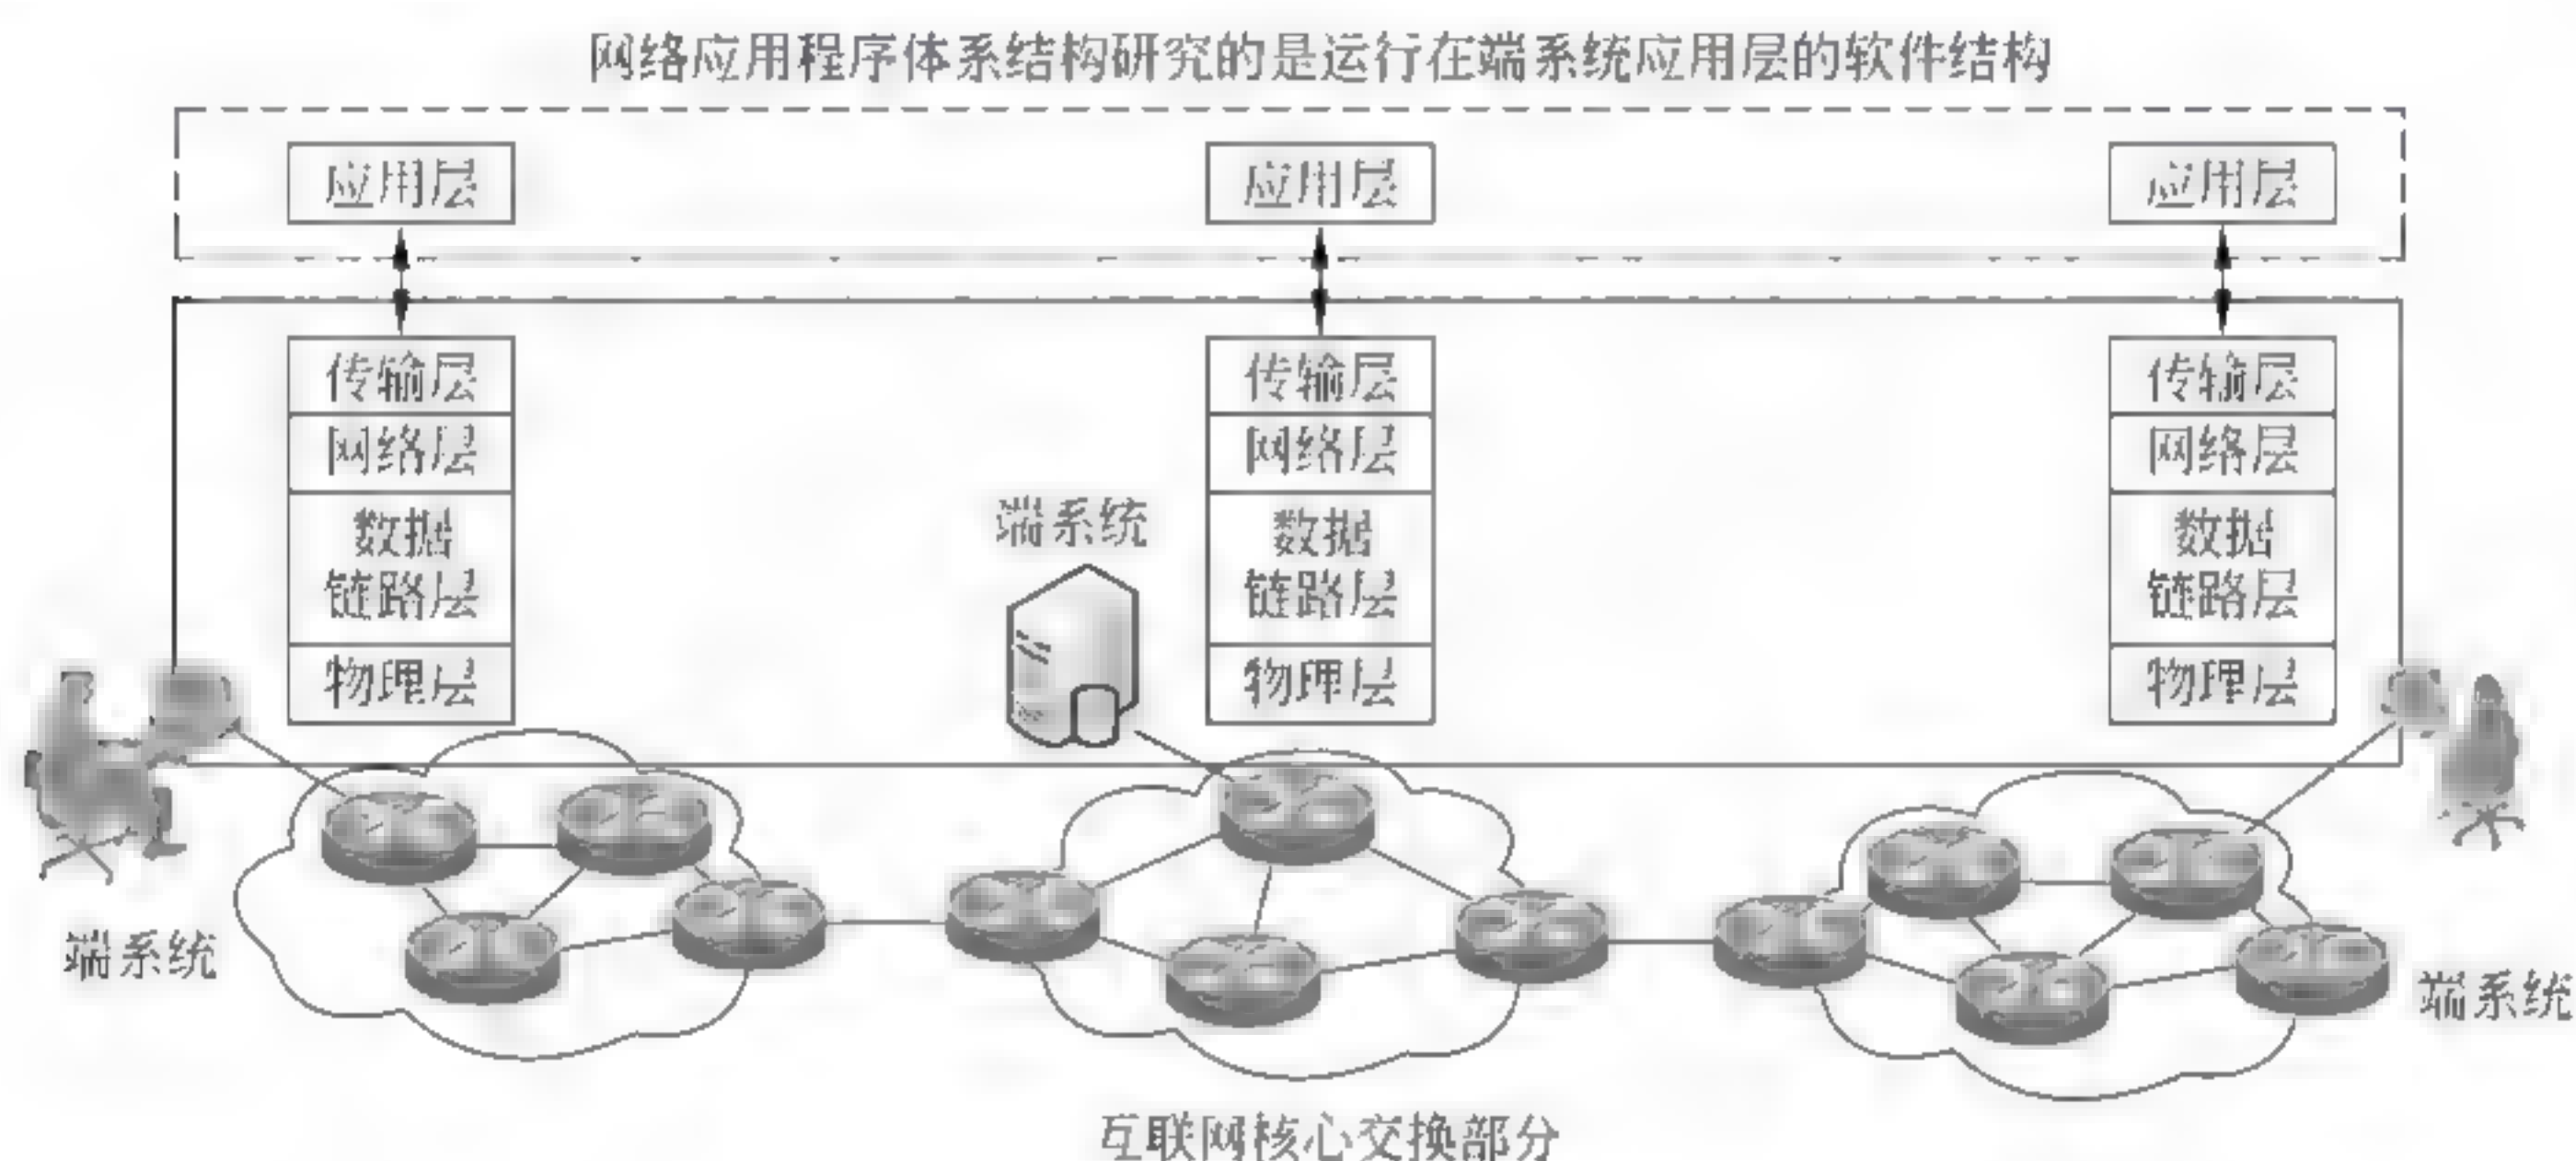 网络应用程序体系结构研究的是运行在端系统应用层的软件结构
应用层
应用层
应用层
传输层
网络层
数据
链路层
物理层
端系统
传输层
网络层
数据
链路层
物理层
传输层
网络层
数据
链路层
物理层
端系统
端系统
互联网核心交换部分